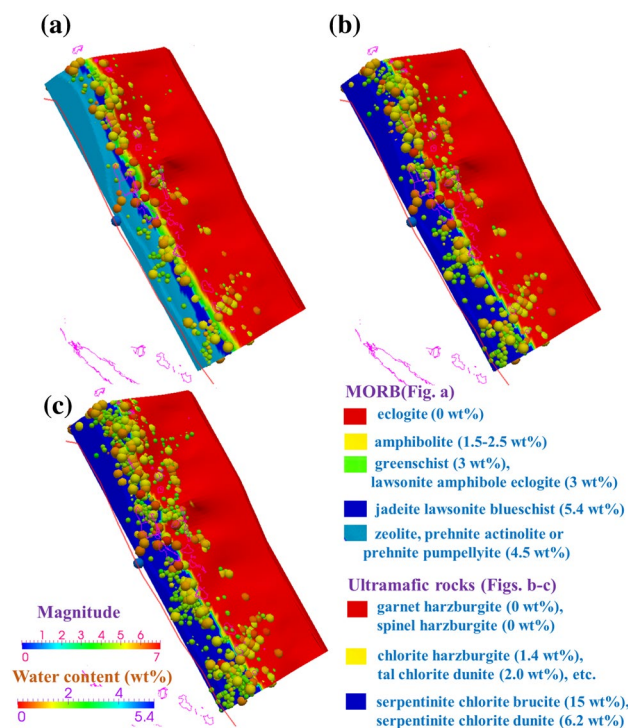 (a)
(b)
(c)
MORB(Fig. a)
eclogite (0 wt%)
amphibolite (1.5-2.5 wt%)
greenschist (3 wt%),
lawsonite amphibole eclogite (3 wt%)
jadeite lawsonite blueschist (5.4 wt%)
zeolite, prehnite actinolite or
prehnite pumpellyite (4.5 wt%)
Ultramafic rocks (Figs. b-c)
garnet harzburgite (0 wt%),
spinel harzburgite (0 wt%)
chlorite harzburgite (1.4%),
tal chlorite dunite (2.0 wt%), etc.
serpentinite chlorite brucite (15 wt%),
serpentinite chlorite dunite (6.2 wt%)
Magnitude
1 2 3 4 5 6
0 7
Water content (wt%)
2 4
0 5.4